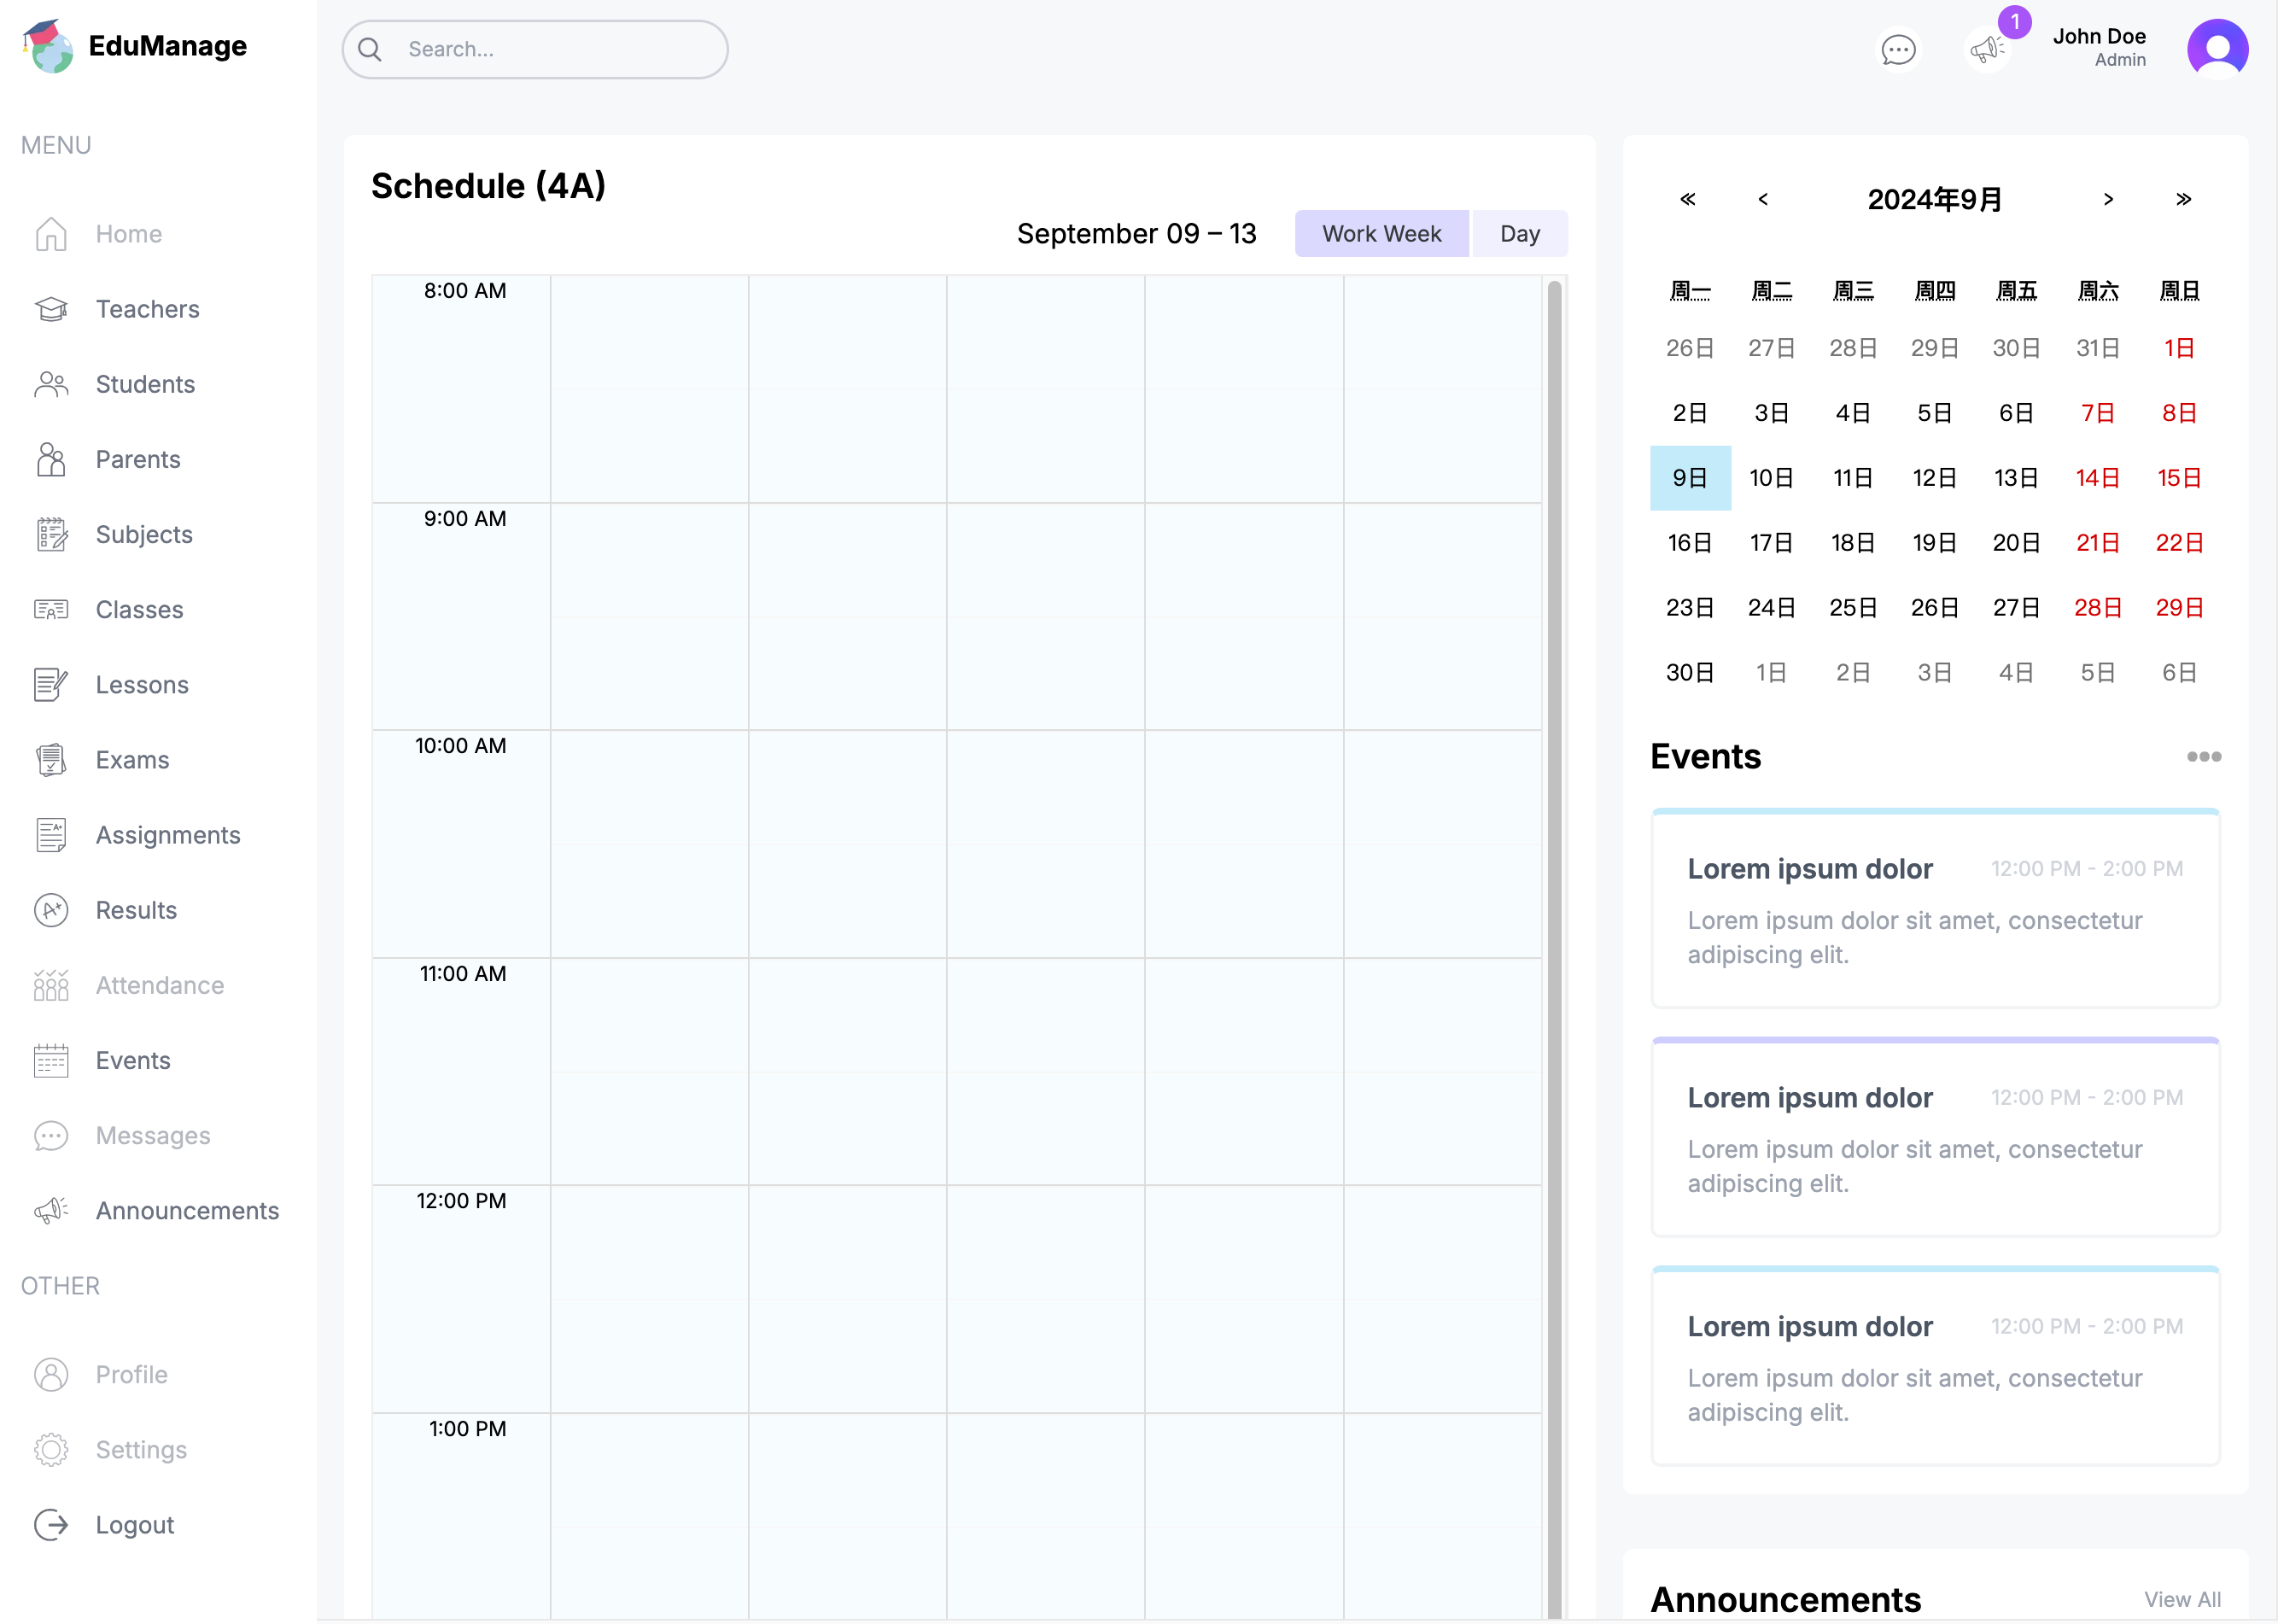 EduManage
MENU
Home
Teachers
Students
Parents
Subjects
Classes
Lessons
Exams
Assignments
Results
Attendance
Events
Messages
Announcements
OTHER
Profile
Settings
Logout
Search...
1
John Doe
Admin
Schedule (4A)
September 09 – 13
Work Week Day
8:00 AM
9:00 AM
10:00 AM
11:00 AM
12:00 PM
1:00 PM
« ‹ 2024年9月 › »
周一 周二 周三 周四 周五 周六 周日
26日 27日 28日 29日 30日 31日 1日
2日 3日 4日 5日 6日 7日 8日
9日 10日 11日 12日 13日 14日 15日
16日 17日 18日 19日 20日 21日 22日
23日 24日 25日 26日 27日 28日 29日
30日 1日 2日 3日 4日 5日 6日
Events
Lorem ipsum dolor 12:00 PM - 2:00 PM
Lorem ipsum dolor sit amet, consectetur
adipiscing elit.
Lorem ipsum dolor 12:00 PM - 2:00 PM
Lorem ipsum dolor sit amet, consectetur
adipiscing elit.
Lorem ipsum dolor 12:00 PM - 2:00 PM
Lorem ipsum dolor sit amet, consectetur
adipiscing elit.
Announcements View All